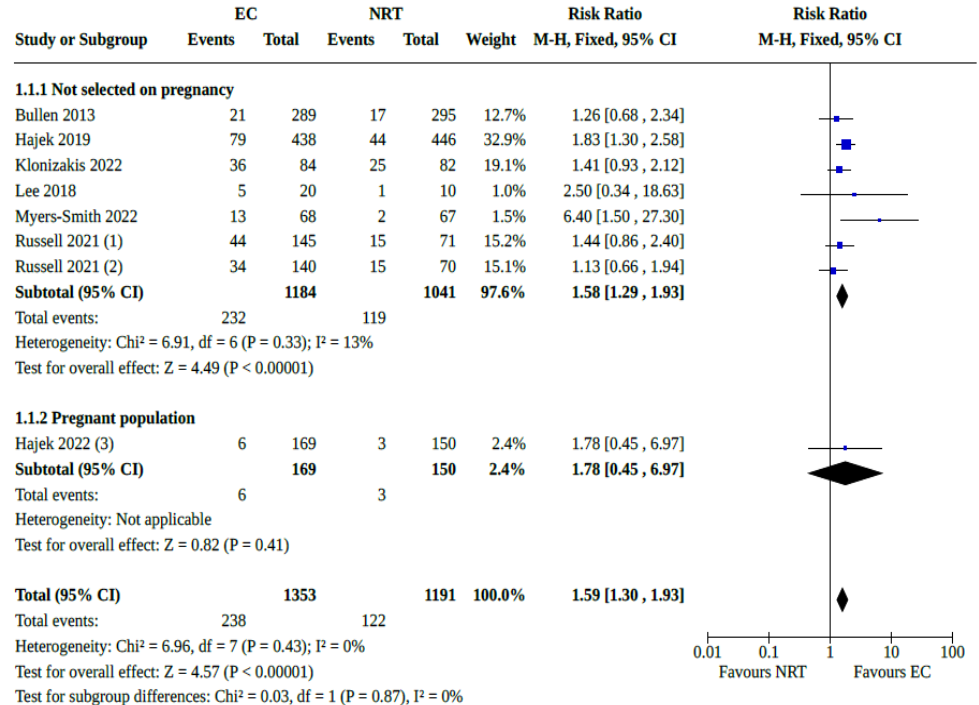 EC NRT Risk Ratio Risk Ratio
Study or Subgroup Events Total Events Total Weight M-H, Fixed, 95% CI M-H, Fixed, 95% CI
1.1.1 Not selected on pregnancy
Bullen 2013 21 289 17 295 12.7% 1.26 [0.68 , 2.34]
Hajek 2019 79 438 44 446 32.9% 1.83 [1.30 , 2.58]
Klonizakis 2022 36 84 25 82 19.1% 1.41 [0.93 , 2.12]
Lee 2018 5 20 1 10 1.0% 2.50 [0.34 , 18.63]
Myers-Smith 2022 13 68 2 67 1.5% 6.40 [1.50 , 27.30]
Russell 2021 (1) 44 145 15 71 15.2% 1.44 [0.86 , 2.40]
Russell 2021 (2) 34 140 15 70 15.1% 1.13 [0.66 , 1.94]
Subtotal (95% CI) 1184 1041 97.6% 1.58 [1.29 , 1.93]
Total events: 232 119
Heterogeneity: Chi² = 6.91, df = 6 (P = 0.33); I² = 13%
Test for overall effect: Z = 4.49 (P < 0.00001)
1.1.2 Pregnant population
Hajek 2022 (3) 6 169 3 150 2.4% 1.78 [0.45 , 6.97]
Subtotal (95% CI) 169 150 2.4% 1.78 [0.45 , 6.97]
Total events: 6 3
Heterogeneity: Not applicable
Test for overall effect: Z = 0.82 (P = 0.41)
Total (95% CI) 1353 1191 100.0% 1.59 [1.30 , 1.93]
Total events: 238 122
Heterogeneity: Chi² = 6.96, df = 7 (P = 0.43); I² = 0%
Test for overall effect: Z = 4.57 (P < 0.00001)
Test for subgroup differences: Chi² = 0.03, df = 1 (P = 0.87), I² = 0%
0.01 0.1 1 10 100
Favours NRT Favours EC